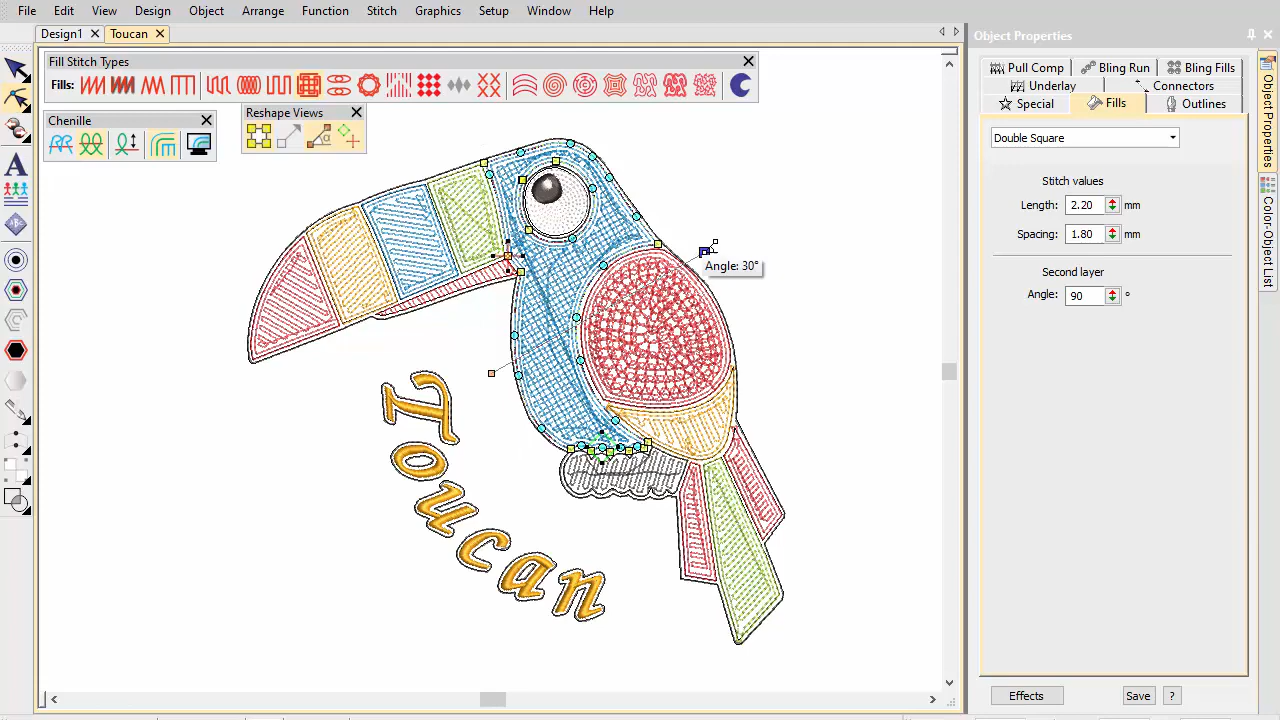 File Edit View Design Object Arrange Function Stitch Graphics Setup Window Help
Design1 Toucan
Object Properties
Fill Stitch Types
Fills:
Chenille
Reshape Views
Pull Comp Bling Run Bling Fills
Underlay Connectors
Special Fills Outlines
Double Square
Stitch values
Length: 2.20 mm
Spacing: 1.80 mm
Second layer
Angle: 90 °
Angle: 30°
Toucan
Effects Save ?
Object Properties
Color-Object List